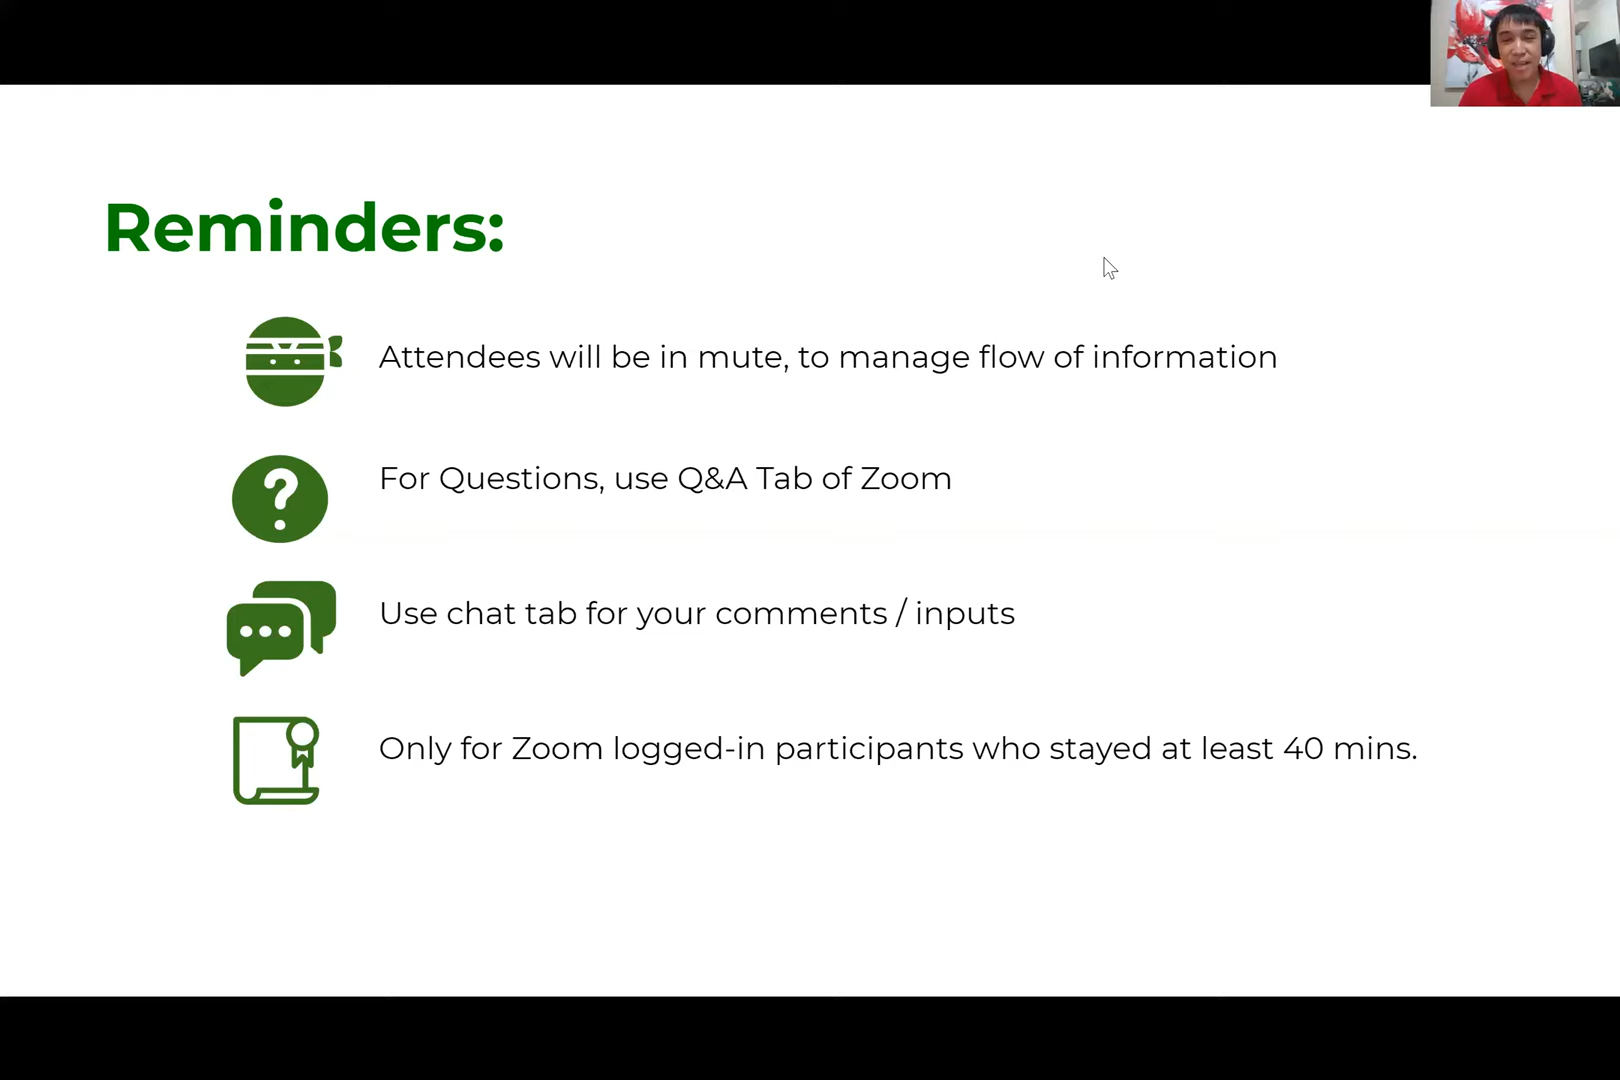 Reminders:
Attendees will be in mute, to manage flow of information
For Questions, use Q&A Tab of Zoom
Use chat tab for your comments / inputs
Only for Zoom logged-in participants who stayed at least 40 mins.